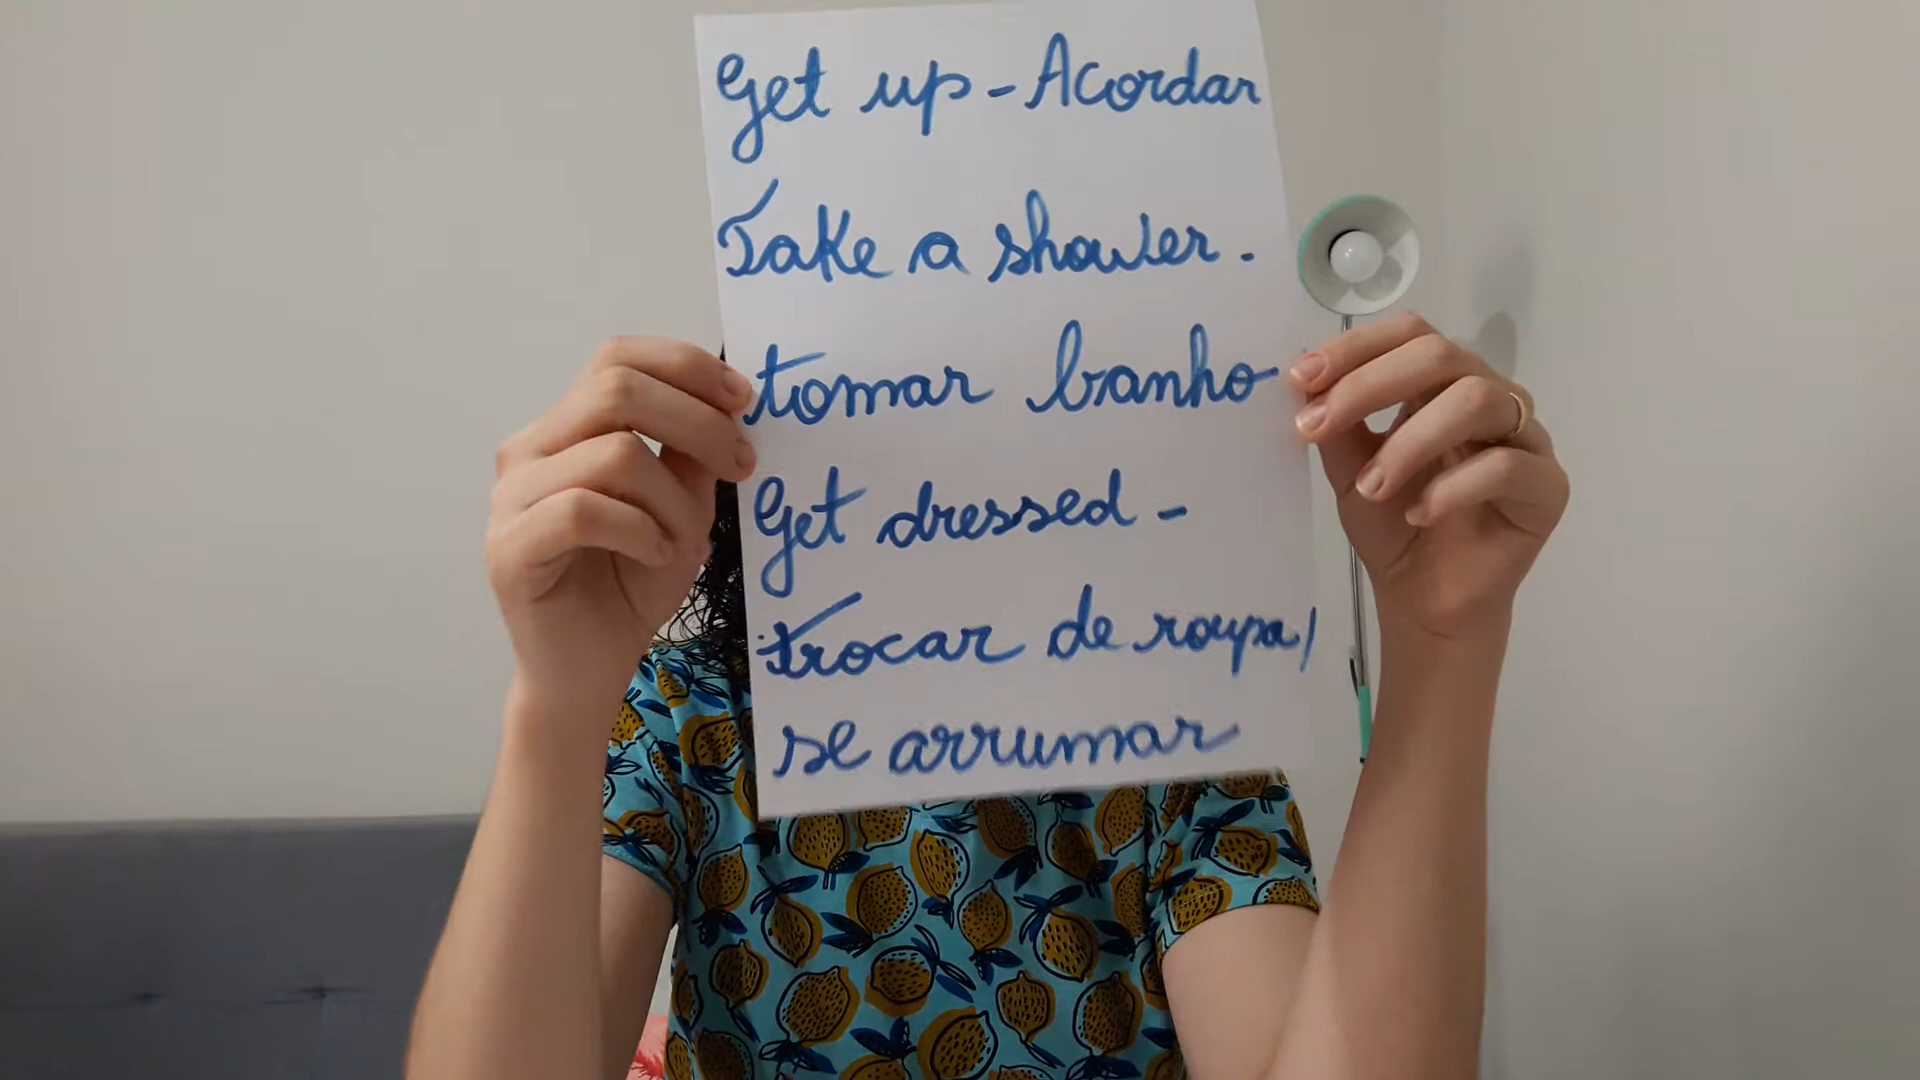 Get up - Acordar
Take a shower -
tomar banho
Get dressed -
trocar de roupa/
se arrumar